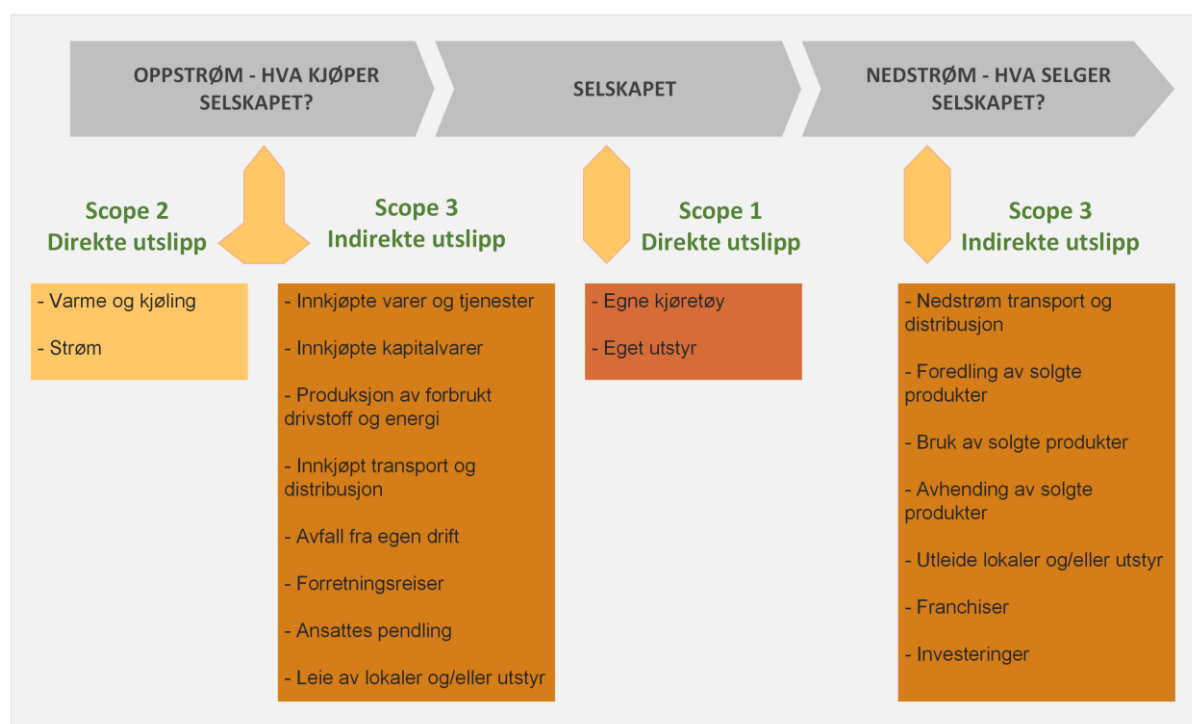 OPPSTRØM - HVA KJØPER
SELSKAPET?
SELSKAPET
NEDSTRØM - HVA SELGER
SELSKAPET?
Scope 2
Direkte utslipp
- Varme og kjøling
- Strøm
Scope 3
Indirekte utslipp
- Innkjøpte varer og tjenester
- Innkjøpte kapitalvarer
- Produksjon av forbrukt
drivstoff og energi
- Innkjøpt transport og
distribusjon
- Avfall fra egen drift
- Forretningsreiser
- Ansattes pendling
- Leie av lokaler og/eller utstyr
Scope 1
Direkte utslipp
- Egne kjøretøy
- Eget utstyr
Scope 3
Indirekte utslipp
- Nedstrøm transport og
distribusjon
- Foredling av solgte
produkter
- Bruk av solgte produkter
- Avhending av solgte
produkter
- Utleide lokaler og/eller utstyr
- Franchiser
- Investeringer